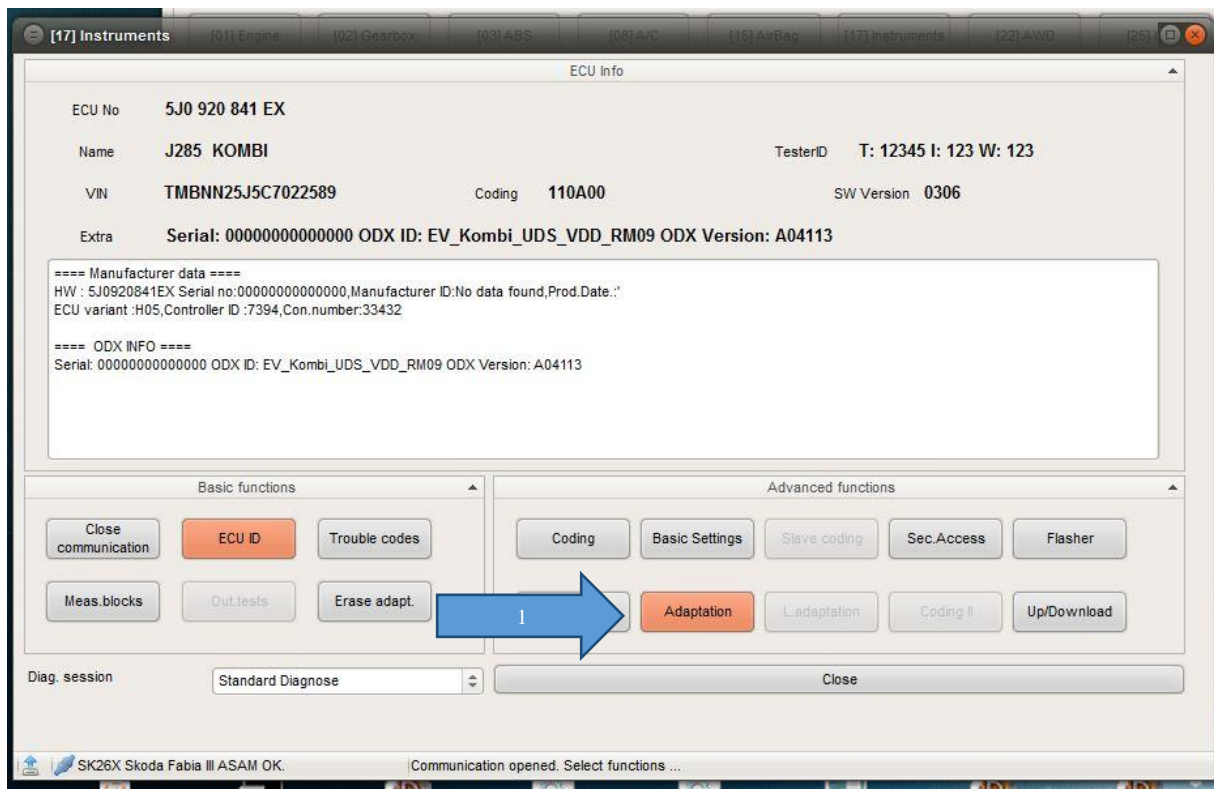 [17] Instruments [01] Engine [02] Gearbox [03] ABS [08] A/C [15] AirBag [17] Instruments [22] AWD
ECU Info
ECU No 5J0 920 841 EX
Name J285 KOMBI TesterID T: 12345 I: 123 W: 123
VIN TMBNN25J5C7022589 Coding 110A00 SW Version 0306
Extra Serial: 00000000000000 ODX ID: EV_Kombi_UDS_VDD_RM09 ODX Version: A04113
==== Manufacturer data ====
HW : 5J0920841EX Serial no:00000000000000,Manufacturer ID:No data found,Prod.Date.:'
ECU variant :H05,Controller ID :7394,Con.number:33432
==== ODX INFO ====
Serial: 00000000000000 ODX ID: EV_Kombi_UDS_VDD_RM09 ODX Version: A04113
Basic functions Advanced functions
Close
communication
ECU ID Trouble codes Coding Basic Settings Slave coding Sec.Access Flasher
Meas.blocks Out.tests Erase adapt. 1 Adaptation L.adaptation Coding II Up/Download
Diag. session Standard Diagnose Close
SK26X Skoda Fabia III ASAM OK. Communication opened. Select functions ...